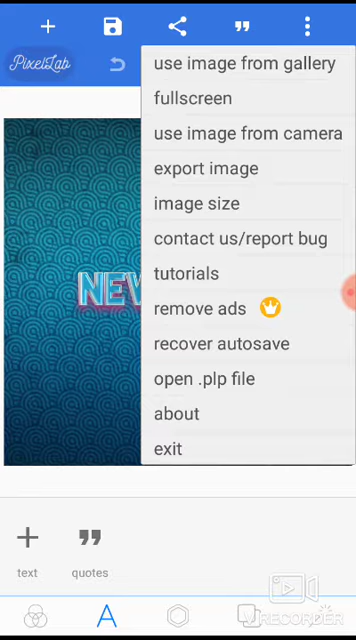 PixelLab
use image from gallery
fullscreen
use image from camera
export image
image size
contact us/report bug
tutorials
remove ads
recover autosave
open .plp file
about
exit
NEW
text
quotes
VRECORDER